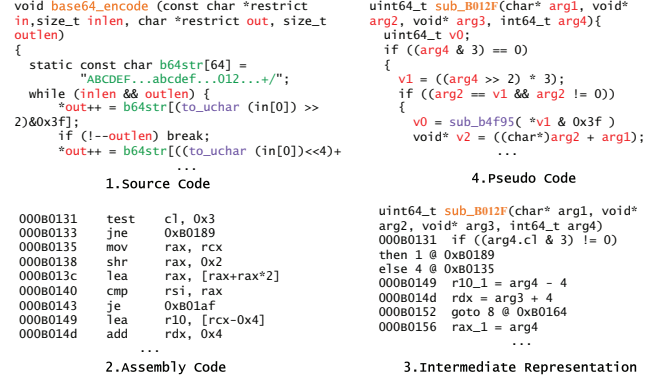 void base64_encode (const char *restrict
in,size_t inlen, char *restrict out, size_t
outlen)
{
static const char b64str[64] =
"ABCDEF...abcdef...012...+/";
while (inlen && outlen) {
*out++ = b64str[(to_uchar (in[0]) >>
2)&0x3f];
if (!--outlen) break;
*out++ = b64str[((to_uchar (in[0])<<4)+
...
1.Source Code
uint64_t sub_B012F(char* arg1, void*
arg2, void* arg3, int64_t arg4){
uint64_t v0;
if ((arg4 & 3) == 0)
{
v1 = ((arg4 >> 2) * 3);
if ((arg2 == v1 && arg2 != 0))
{
v0 = sub_b4f95( *v1 & 0x3f )
void* v2 = ((char*)arg2 + arg1);
...
4.Pseudo Code
000B0131 test cl, 0x3
000B0133 jne 0xB0189
000B0135 mov rax, rcx
000B0138 shr rax, 0x2
000B013c lea rax, [rax+rax*2]
000B0140 cmp rsi, rax
000B0143 je 0xB01af
000B0149 lea r10, [rcx-0x4]
000B014d add rdx, 0x4
...
2.Assembly Code
uint64_t sub_B012F(char* arg1, void*
arg2, void* arg3, int64_t arg4)
000B0131 if ((arg4.cl & 3) != 0)
then 1 @ 0xB0189
else 4 @ 0xB0135
000B0149 r10_1 = arg4 - 4
000B014d rdx = arg3 + 4
000B0152 goto 8 @ 0xB0164
000B0156 rax_1 = arg4
...
3.Intermediate Representation